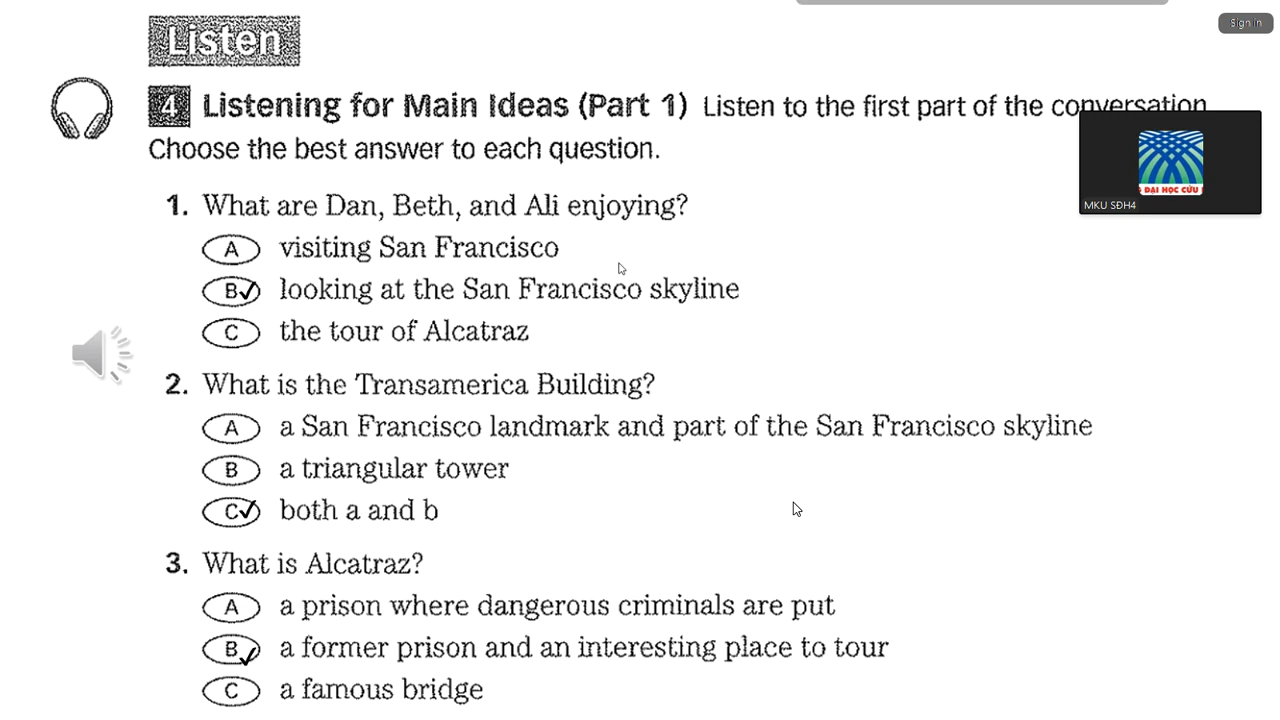 Sign in
Listen
4 Listening for Main Ideas (Part 1) Listen to the first part of the conversation
Choose the best answer to each question.
1. What are Dan, Beth, and Ali enjoying?
A visiting San Francisco
B looking at the San Francisco skyline
C the tour of Alcatraz
2. What is the Transamerica Building?
A a San Francisco landmark and part of the San Francisco skyline
B a triangular tower
C both a and b
3. What is Alcatraz?
A a prison where dangerous criminals are put
B a former prison and an interesting place to tour
C a famous bridge
ĐẠI HỌC CỬU
MKU SĐH4